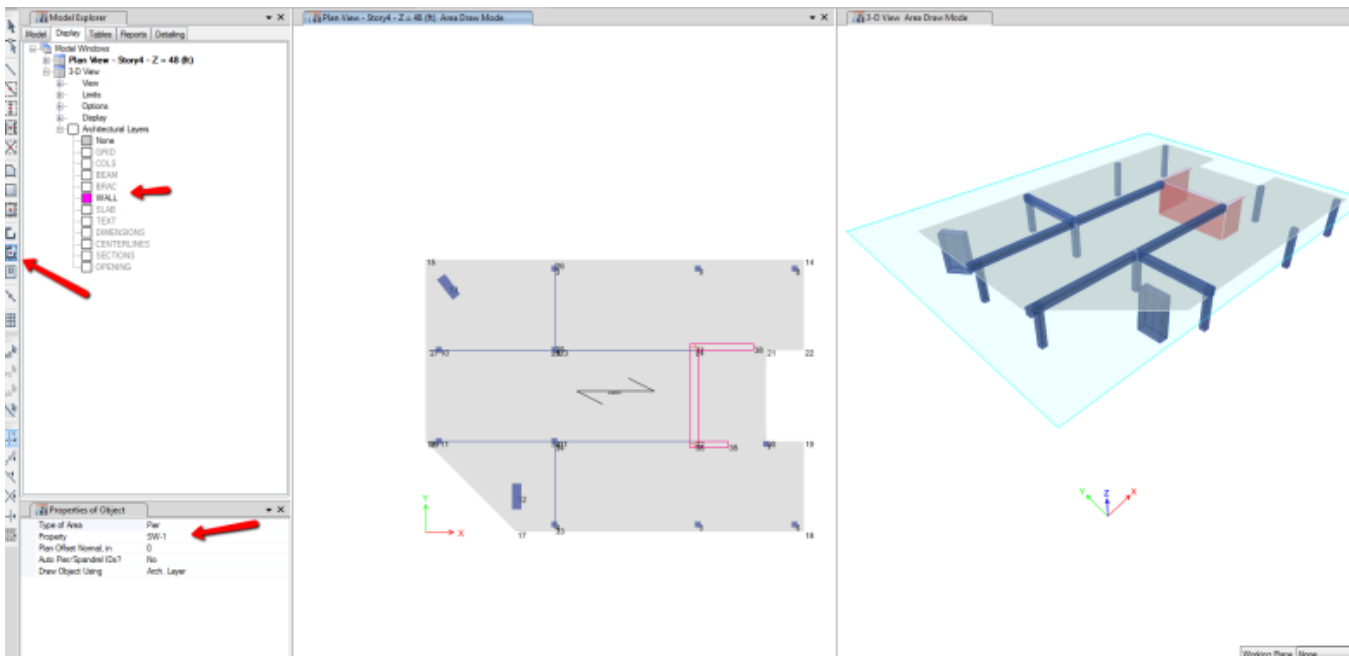 Model Explorer
Model Display Tables Reports Detailing
Model Windows
Plan View - Story4 - Z = 48 (ft)
3-D View
View
Limits
Options
Display
Architectural Layers
None
GRID
COLS
BEAM
BRAC
WALL
SLAB
TEXT
DIMENSIONS
CENTERLINES
SECTIONS
OPENING
Properties of Object
Type of Area Pier
Property SW-1
Plan Offset Normal, in 0
Auto Pier/Spandrel IDs? No
Draw Object Using Arch. Layer
Plan View - Story4 - Z = 48 (ft) Area Draw Mode
15
14
21
22
11
35
19
17
33
18
Y
X
3-D View Area Draw Mode
Y
Z
X
Working Plane None